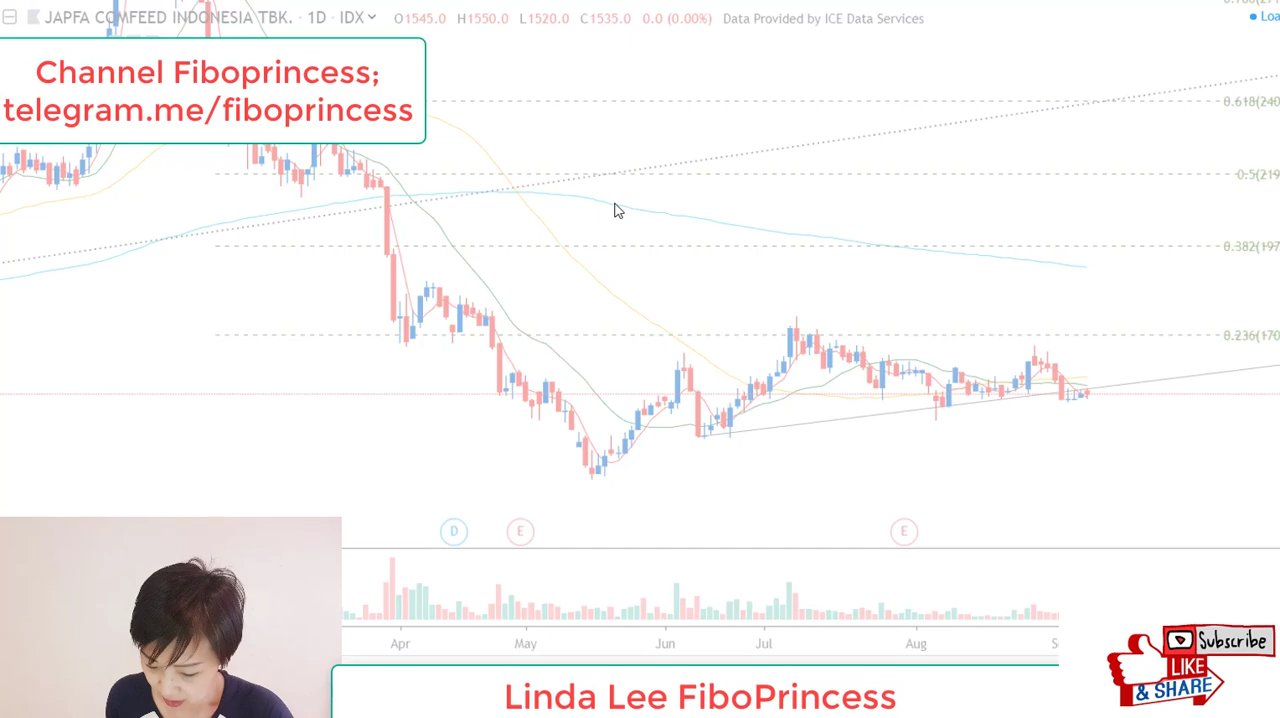 JAPFA COMFEED INDONESIA TBK. · 1D · IDX O1545.0 H1550.0 L1520.0 C1535.0 0.0 (0.00%) Data Provided by ICE Data Services
Channel Fiboprincess;
telegram.me/fiboprincess
0.618(240
0.5(219
0.382(197
0.236(170
D E E
Apr May Jun Jul Aug
Subscribe
LIKE
& SHARE
Linda Lee FiboPrincess